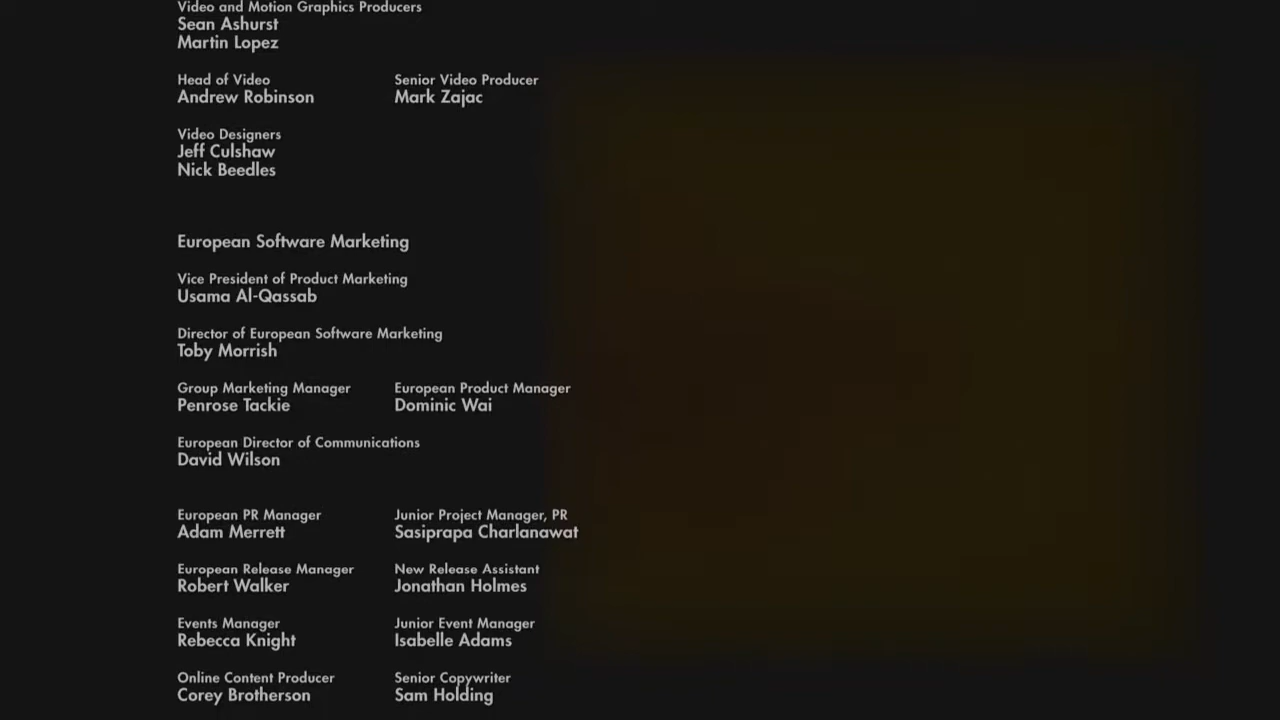 Video and Motion Graphics Producers
Sean Ashurst
Martin Lopez
Head of Video
Andrew Robinson
Senior Video Producer
Mark Zajac
Video Designers
Jeff Culshaw
Nick Beedles
European Software Marketing
Vice President of Product Marketing
Usama Al-Qassab
Director of European Software Marketing
Toby Morrish
Group Marketing Manager
Penrose Tackie
European Product Manager
Dominic Wai
European Director of Communications
David Wilson
European PR Manager
Adam Merrett
Junior Project Manager, PR
Sasiprapa Charlanawat
European Release Manager
Robert Walker
New Release Assistant
Jonathan Holmes
Events Manager
Rebecca Knight
Junior Event Manager
Isabelle Adams
Online Content Producer
Corey Brotherson
Senior Copywriter
Sam Holding